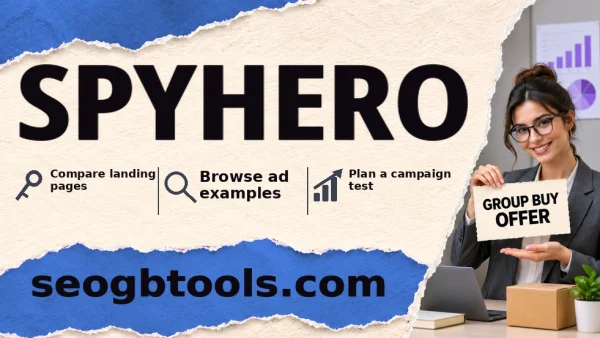 SPYHERO
Compare landing
pages
Browse ad
examples
Plan a campaign
test
GROUP BUY
OFFER
seogbtools.com